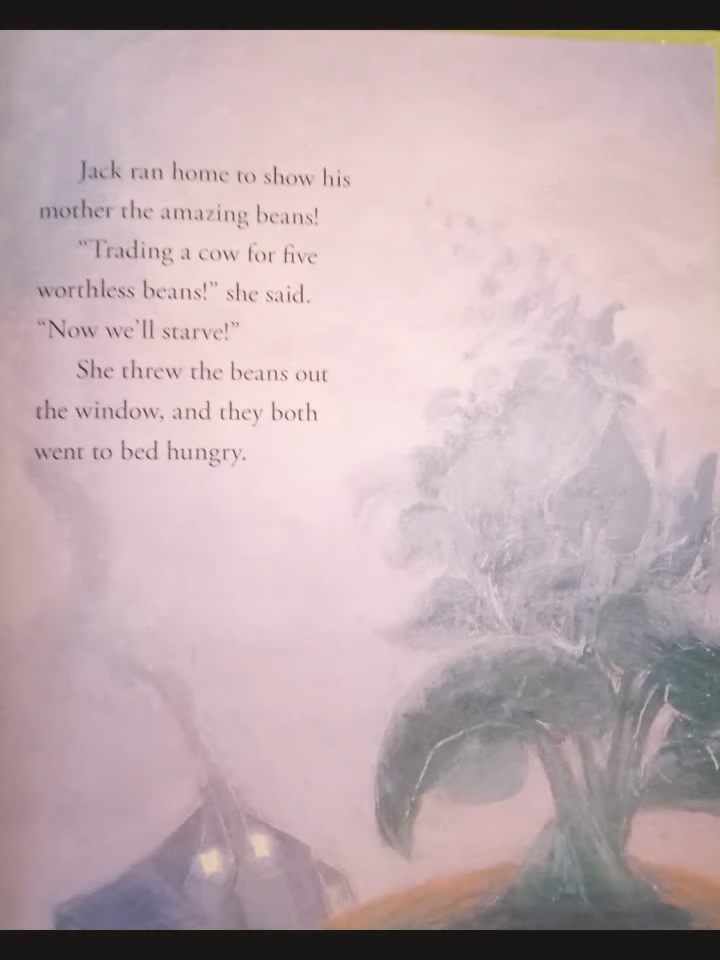 Jack ran home to show his
mother the amazing beans!
“Trading a cow for five
worthless beans!” she said.
“Now we’ll starve!”
She threw the beans out
the window, and they both
went to bed hungry.